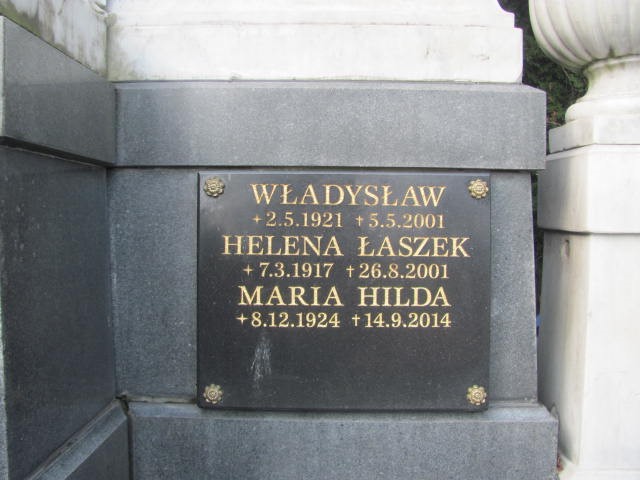 WŁADYSŁAW
+2.5.1921 †5.5.2001
HELENA ŁASZEK
+7.3.1917 †26.8.2001
MARIA HILDA
+8.12.1924 †14.9.2014